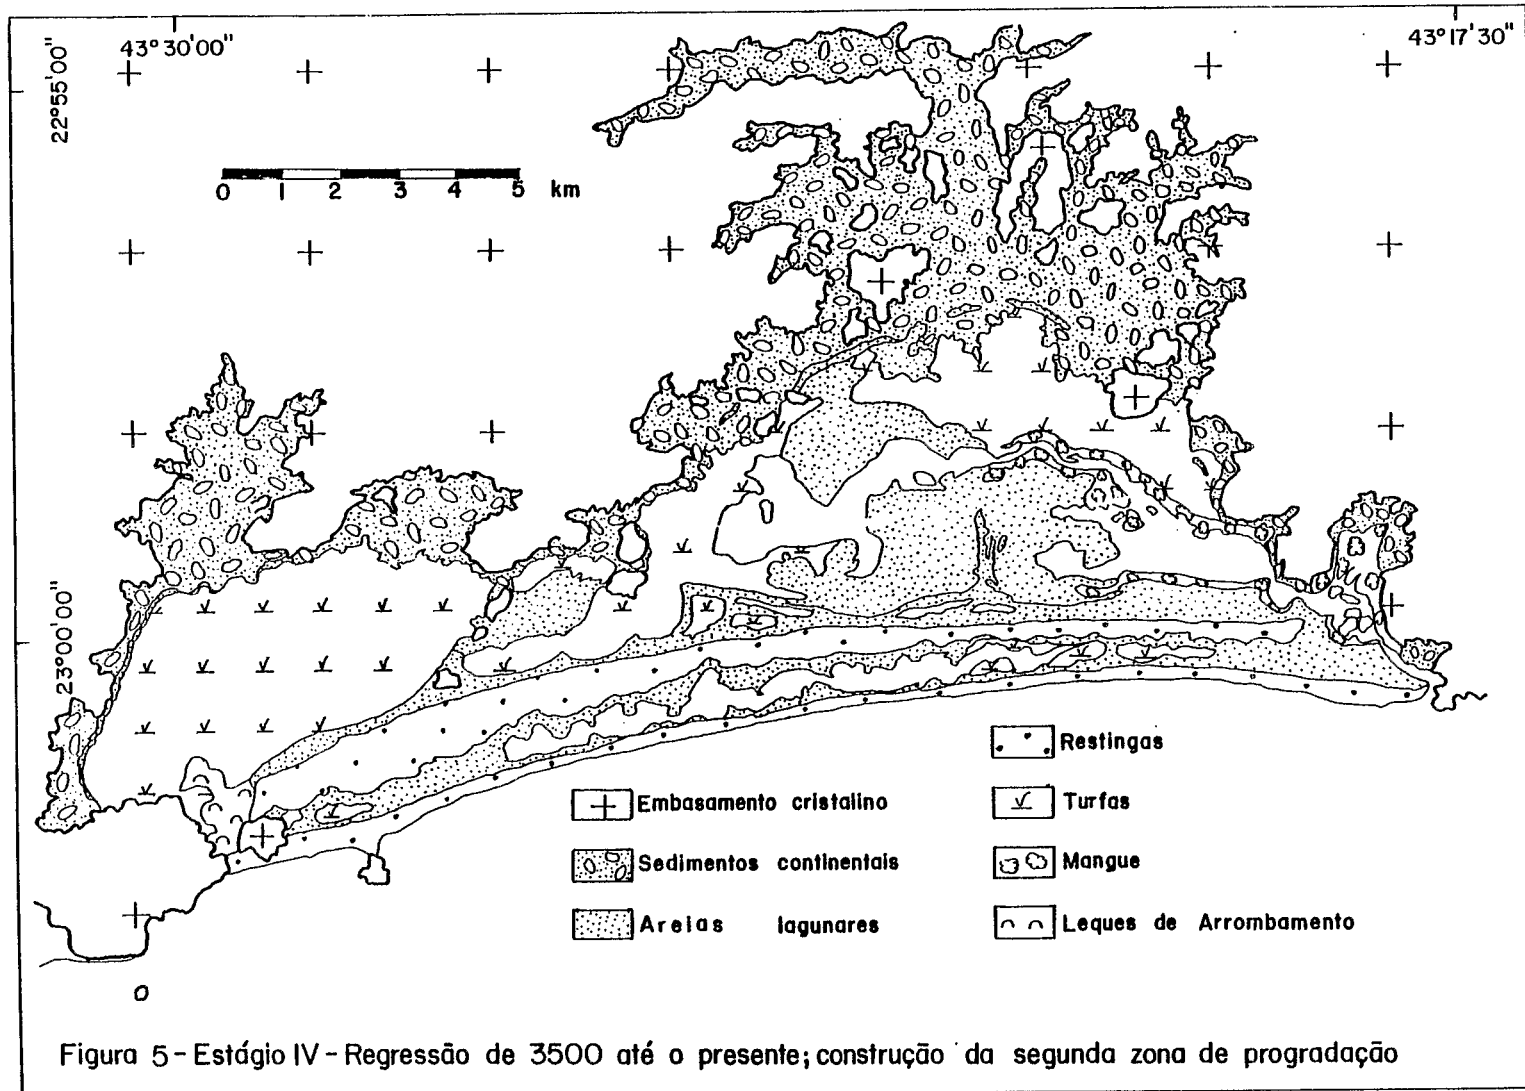 43°30'00"
43°17'30"
22°55'00"
0 1 2 3 4 5 km
23°00'00"
Restingas
Embasamento cristalino
Turfas
Sedimentos continentais
Mangue
Areias lagunares
Leques de Arrombamento
Figura 5 - Estágio IV - Regressão de 3500 até o presente; construção da segunda zona de progradação